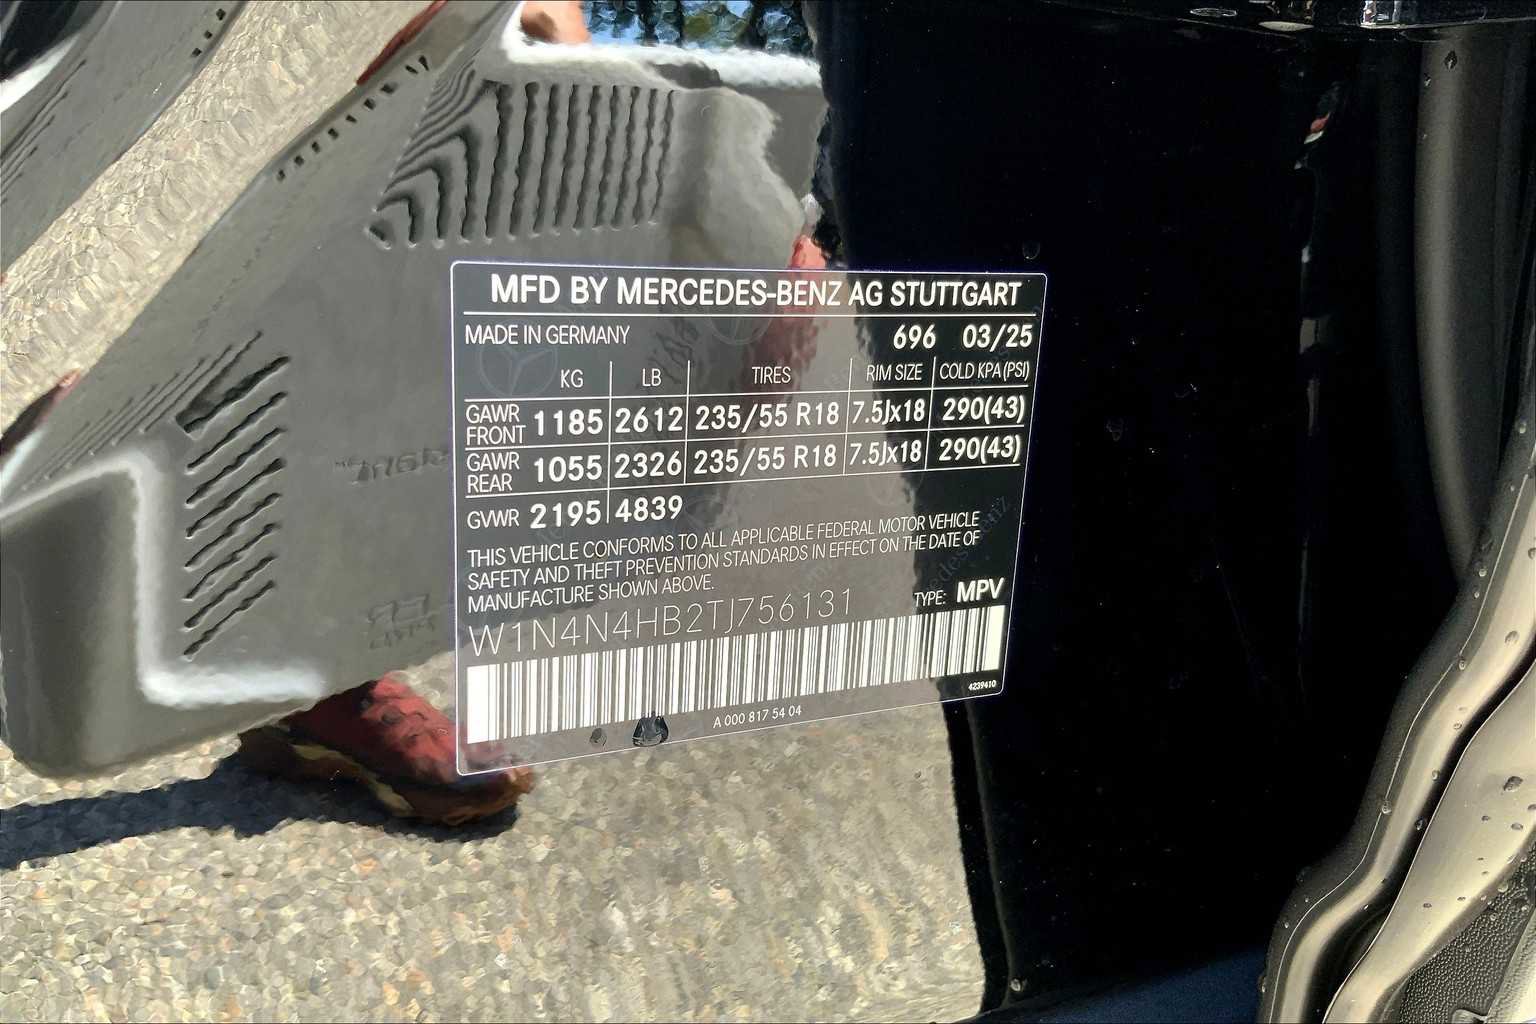 MFD BY MERCEDES-BENZ AG STUTTGART
MADE IN GERMANY 696 03/25
KG LB TIRES RIM SIZE COLD KPA (PSI)
GAWR FRONT 1185 2612 235/55 R18 7.5Jx18 290(43)
GAWR REAR 1055 2326 235/55 R18 7.5Jx18 290(43)
GVWR 2195 4839
THIS VEHICLE CONFORMS TO ALL APPLICABLE FEDERAL MOTOR VEHICLE
SAFETY AND THEFT PREVENTION STANDARDS IN EFFECT ON THE DATE OF
MANUFACTURE SHOWN ABOVE.
TYPE: MPV
W1N4N4HB2TJ756131
4239410
A 000 817 54 04